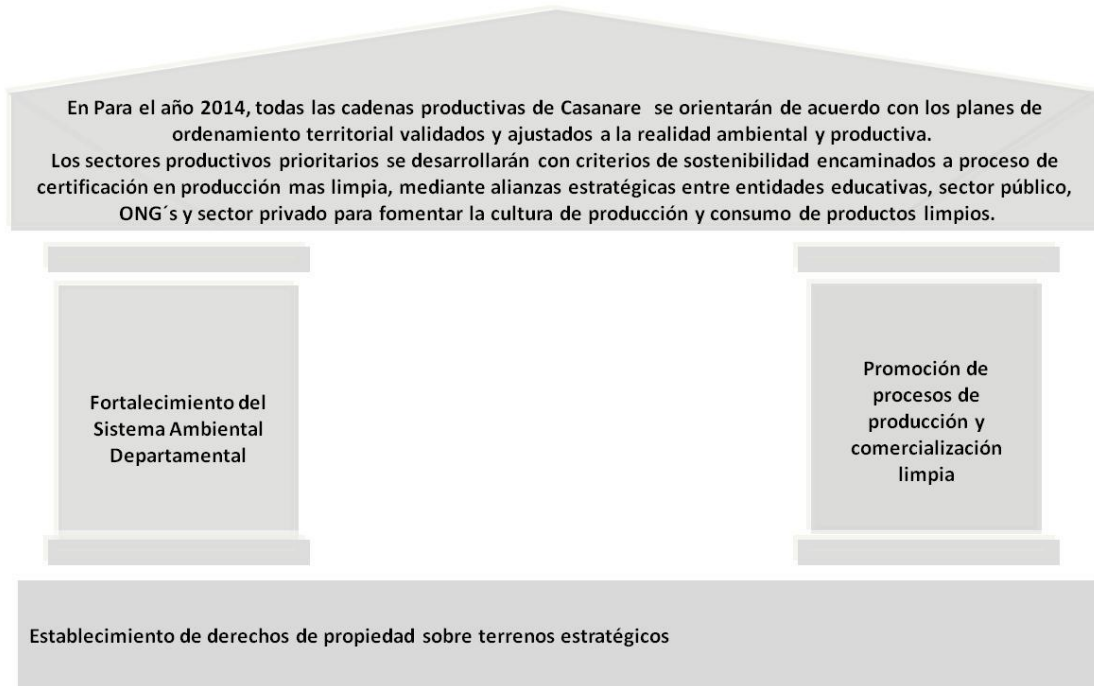 En Para el año 2014, todas las cadenas productivas de Casanare se orientarán de acuerdo con los planes de
ordenamiento territorial validados y ajustados a la realidad ambiental y productiva.
Los sectores productivos prioritarios se desarrollarán con criterios de sostenibilidad encaminados a proceso de
certificación en producción mas limpia, mediante alianzas estratégicas entre entidades educativas, sector público,
ONG´s y sector privado para fomentar la cultura de producción y consumo de productos limpios.
Fortalecimiento del
Sistema Ambiental
Departamental
Promoción de
procesos de
producción y
comercialización
limpia
Establecimiento de derechos de propiedad sobre terrenos estratégicos